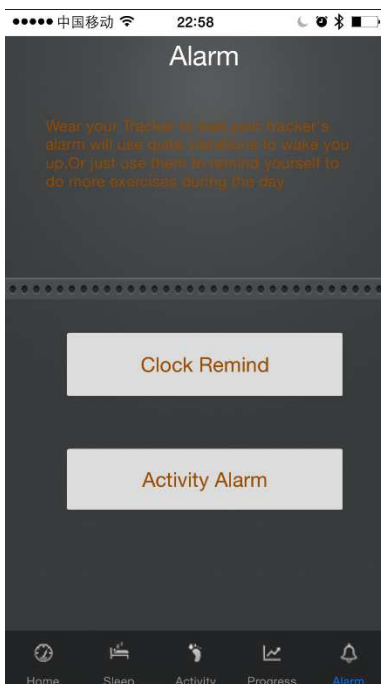 中国移动 22:58
Alarm
Wear your Tracker to bed your tracker's
alarm will use quite vibrations to wake you
up.Or just use them to remind yourself to
do more exercises during the day
Clock Remind
Activity Alarm
Home Sleep Activity Progress Alarm